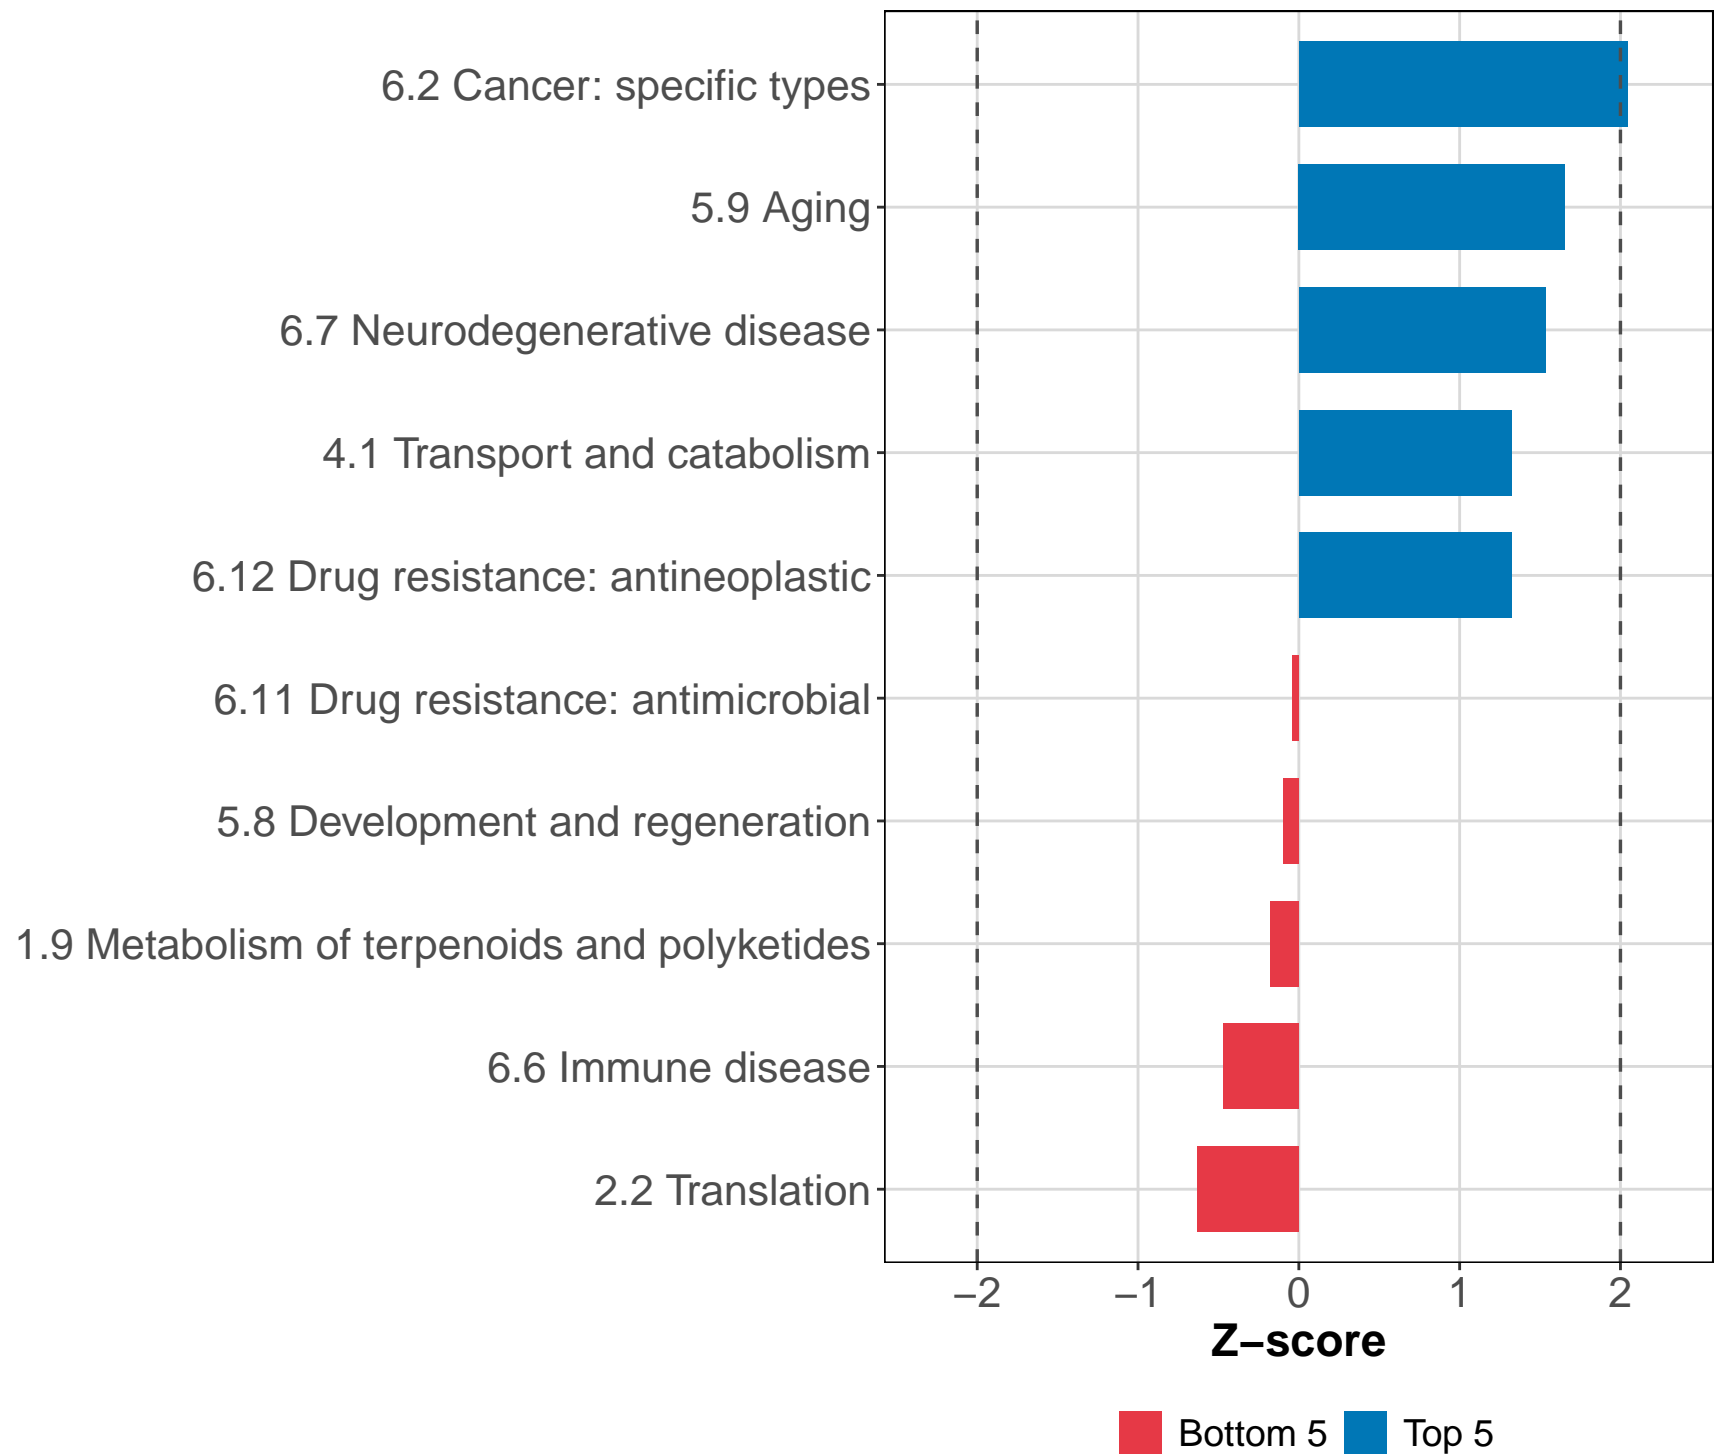 6.2 Cancer: specific types
5.9 Aging
6.7 Neurodegenerative disease
4.1 Transport and catabolism
6.12 Drug resistance: antineoplastic
6.11 Drug resistance: antimicrobial
5.8 Development and regeneration
1.9 Metabolism of terpenoids and polyketides
6.6 Immune disease
2.2 Translation
−2 −1 0 1 2
Z−score
Bottom 5 Top 5